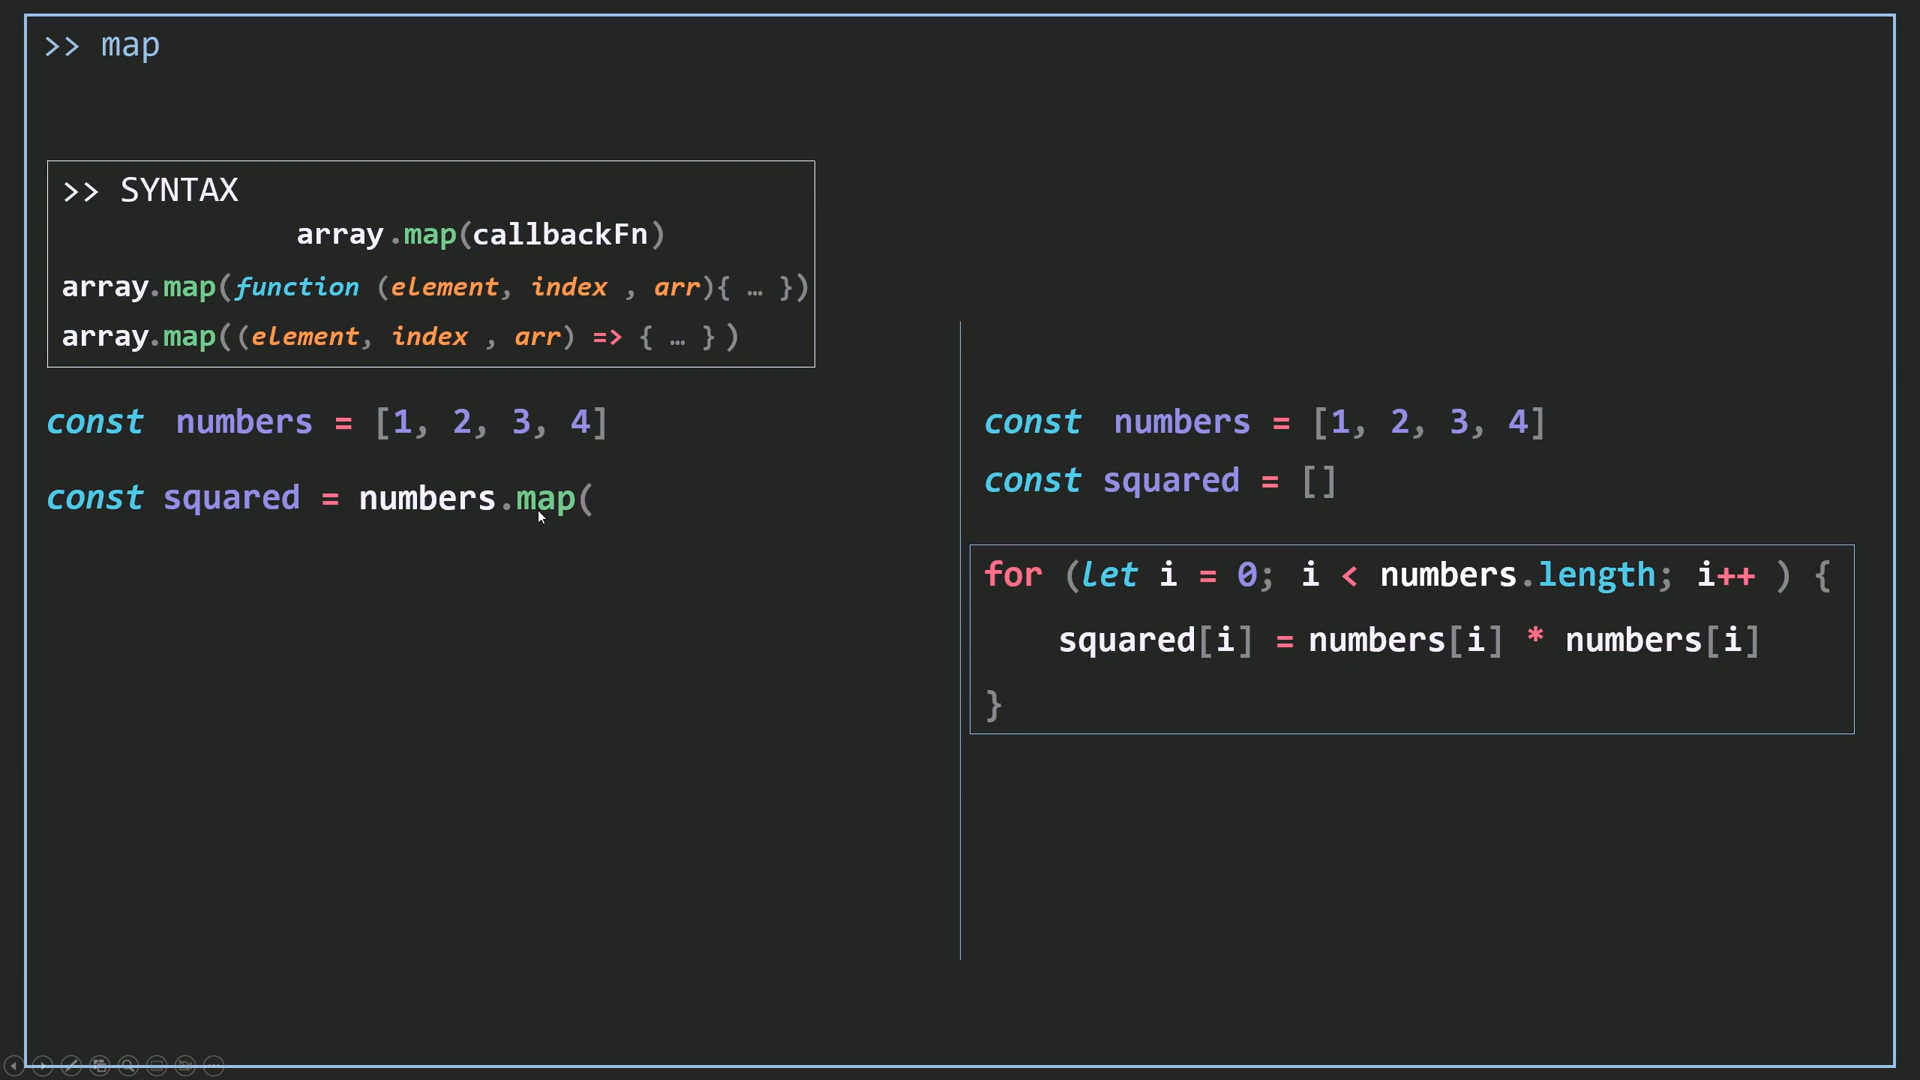 >> map
>> SYNTAX
array.map(callbackFn)
array.map(function (element, index , arr){ … })
array.map((element, index , arr) => { … } )
const numbers = [1, 2, 3, 4]
const squared = numbers.map(
const numbers = [1, 2, 3, 4]
const squared = []
for (let i = 0; i < numbers.length; i++ ) {
squared[i] = numbers[i] * numbers[i]
}